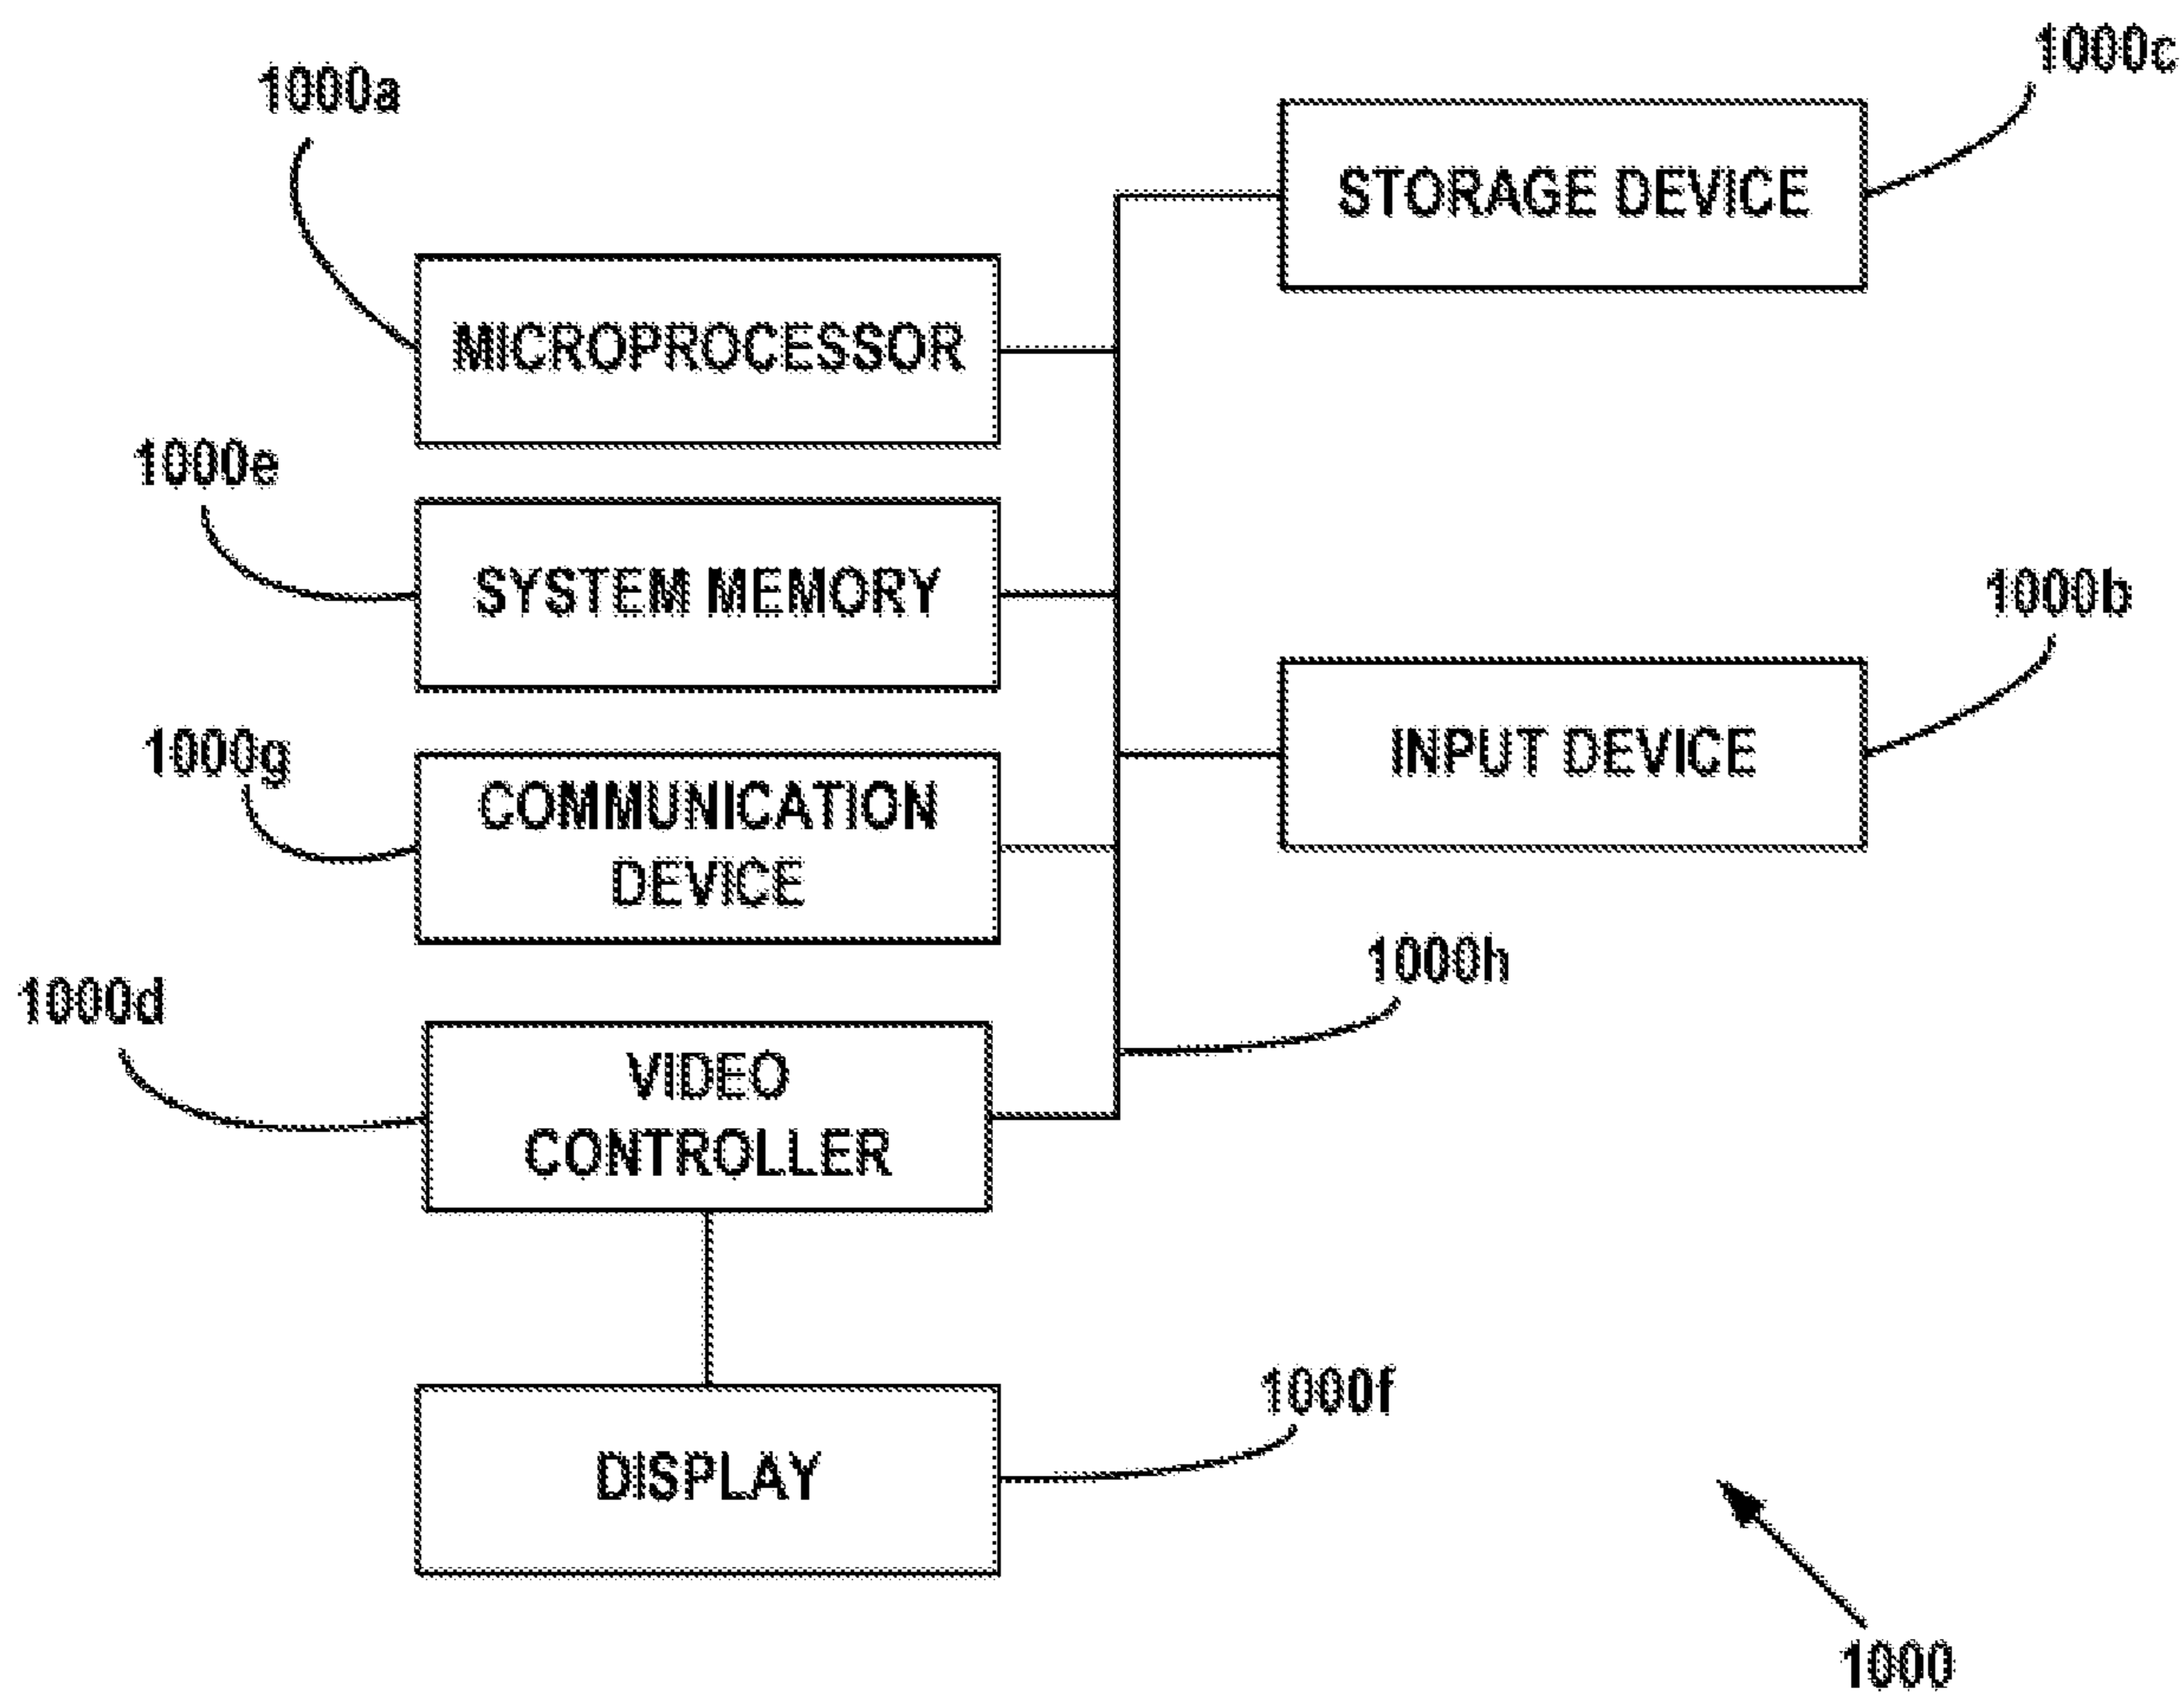 1000a
1000c
STORAGE DEVICE
MICROPROCESSOR
1000e
SYSTEM MEMORY
1000b
INPUT DEVICE
1000g
COMMUNICATION
DEVICE
1000h
1000d
VIDEO
CONTROLLER
1000f
DISPLAY
1000